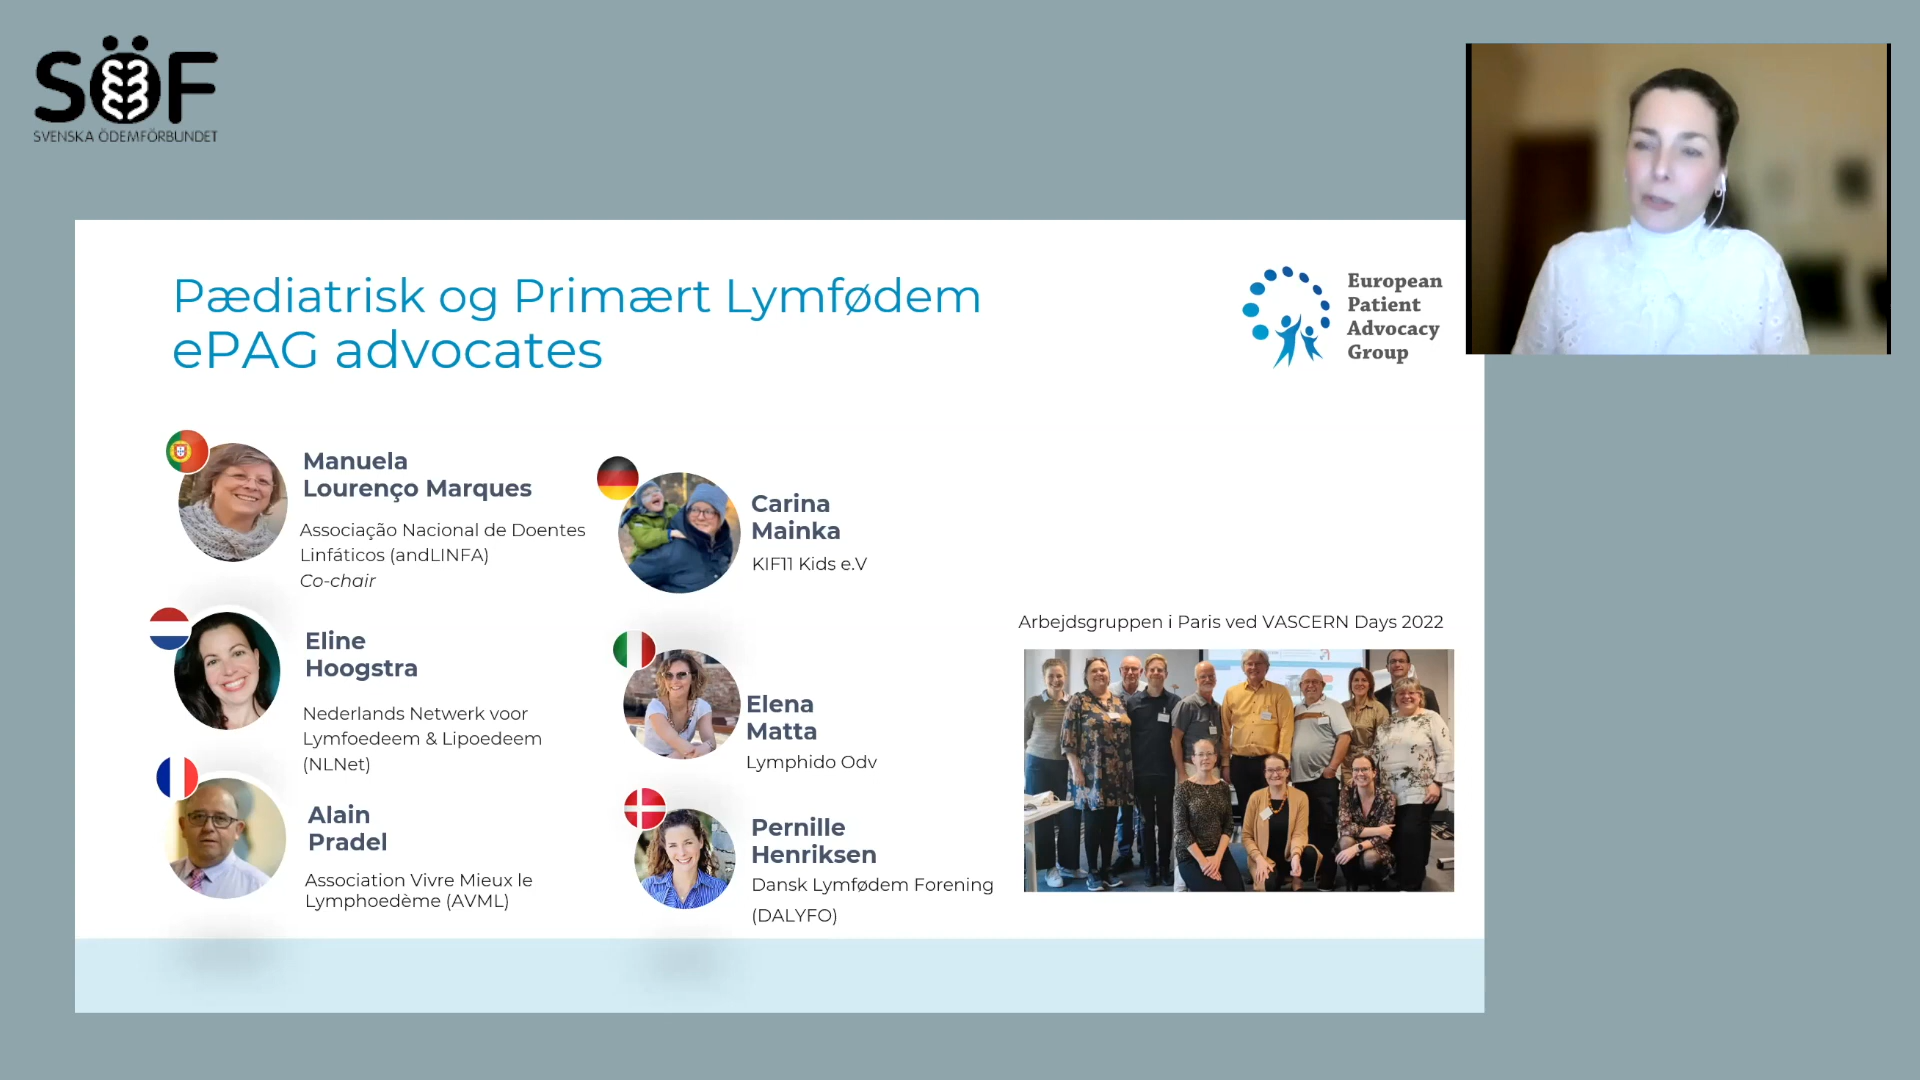 SÖF
SVENSKA ÖDEMFÖRBUNDET
Pædiatrisk og Primært Lymfødem
ePAG advocates
European
Patient
Advocacy
Group
Manuela
Lourenço Marques
Associação Nacional de Doentes
Linfáticos (andLINFA)
Co-chair
Eline
Hoogstra
Nederlands Netwerk voor
Lymfoedeem & Lipoedeem
(NLNet)
Alain
Pradel
Association Vivre Mieux le
Lymphoedème (AVML)
Carina
Mainka
KIF11 Kids e.V
Elena
Matta
Lymphido Odv
Pernille
Henriksen
Dansk Lymfødem Forening
(DALYFO)
Arbejdsgruppen i Paris ved VASCERN Days 2022